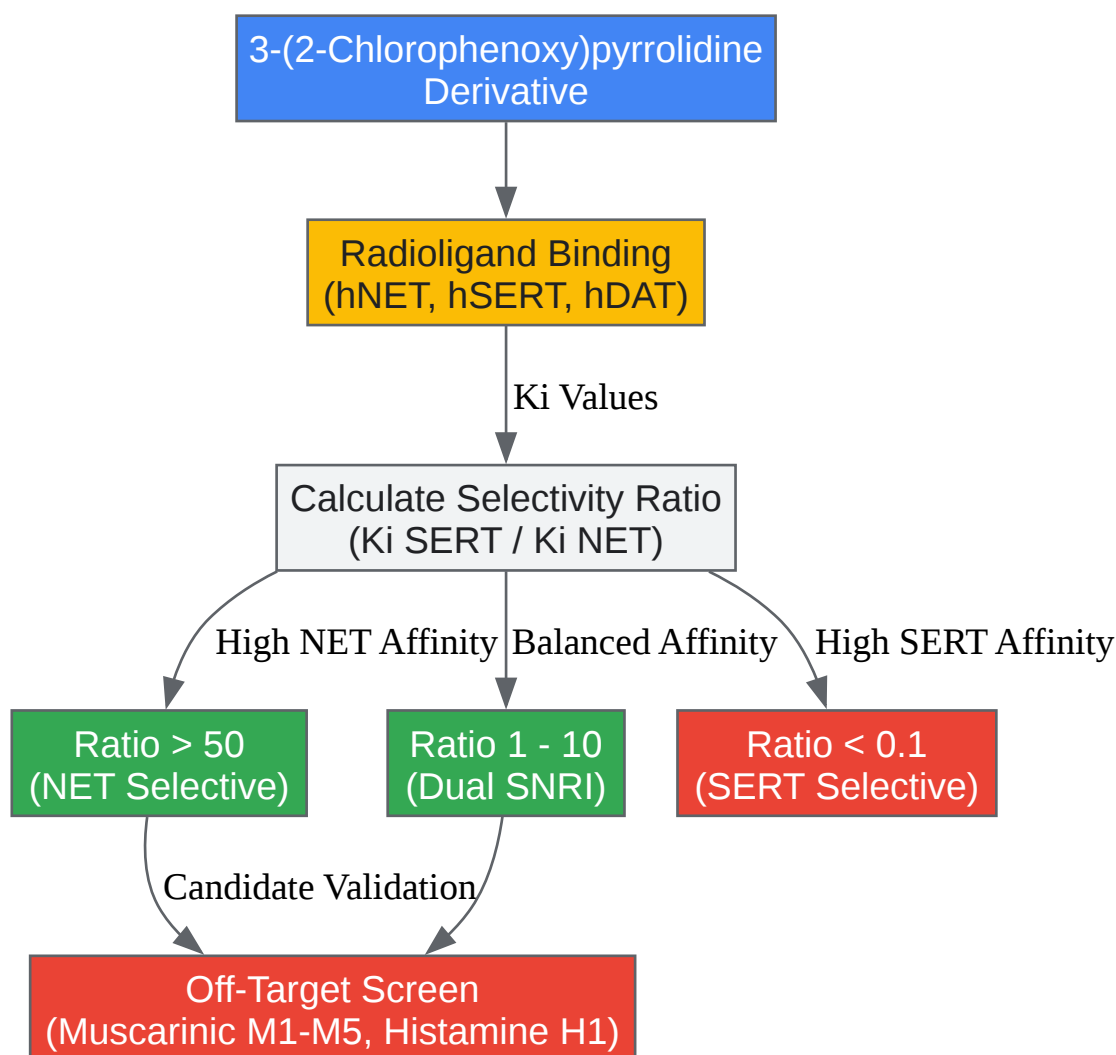 3-(2-Chlorophenoxy)pyrrolidine
Derivative
Radioligand Binding
(hNET, hSERT, hDAT)
Ki Values
Calculate Selectivity Ratio
(Ki SERT / Ki NET)
High NET Affinity
Balanced Affinity
High SERT Affinity
Ratio > 50
(NET Selective)
Ratio 1 - 10
(Dual SNRI)
Ratio < 0.1
(SERT Selective)
Candidate Validation
Off-Target Screen
(Muscarinic M1-M5, Histamine H1)